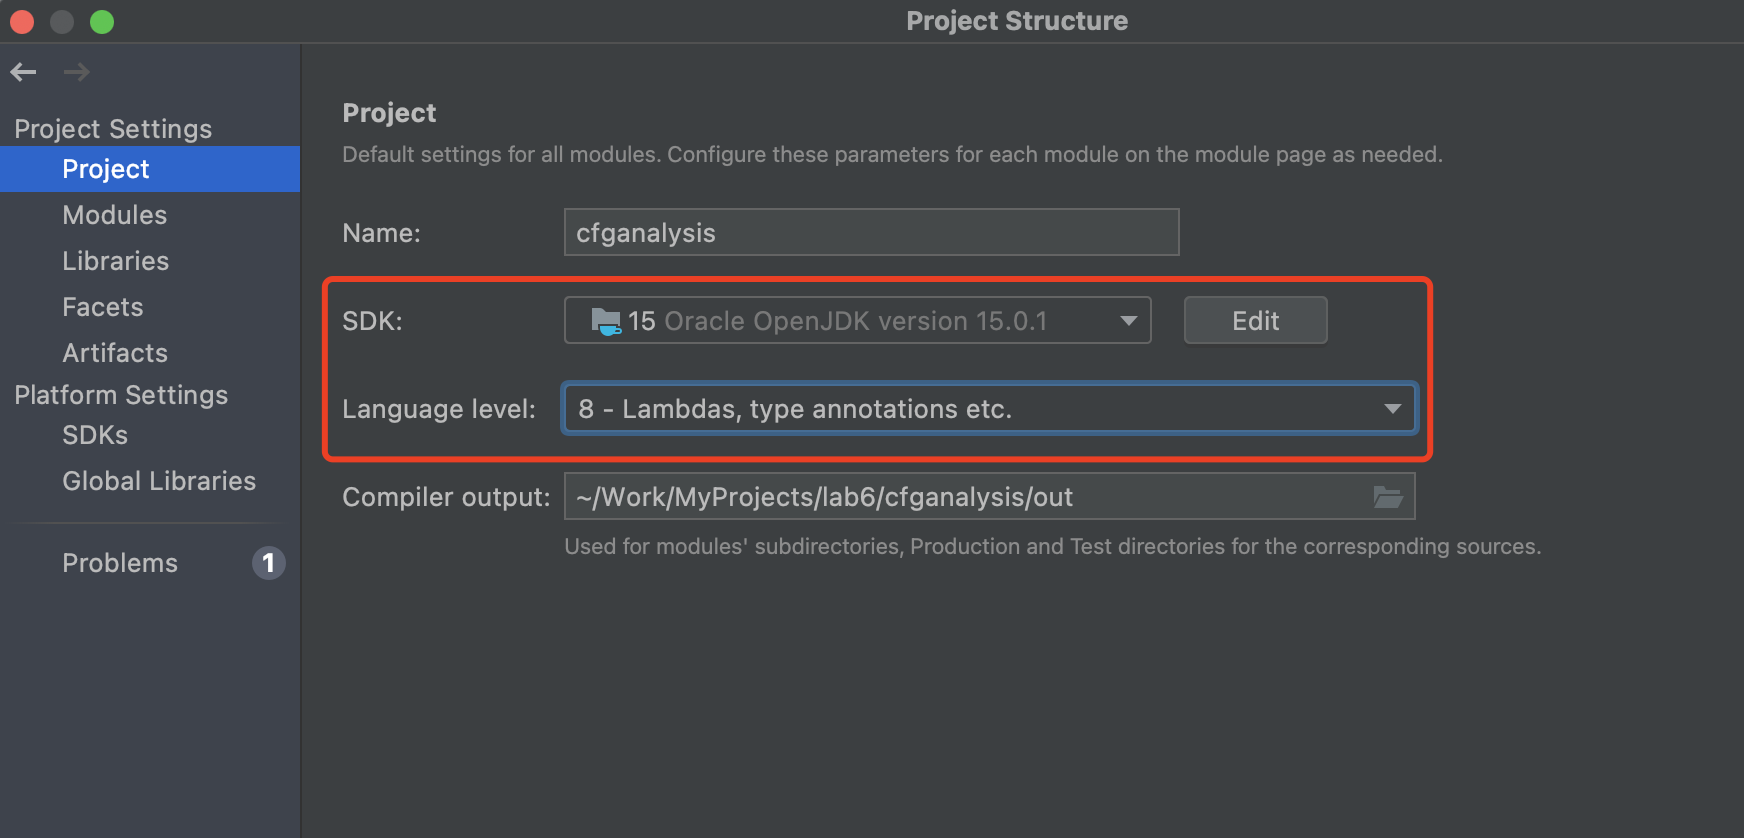 Project Structure
Project Settings
Project
Modules
Libraries
Facets
Artifacts
Platform Settings
SDKs
Global Libraries
Problems 1
Project
Default settings for all modules. Configure these parameters for each module on the module page as needed.
Name: cfganalysis
SDK: 15 Oracle OpenJDK version 15.0.1 Edit
Language level: 8 - Lambdas, type annotations etc.
Compiler output: ~/Work/MyProjects/lab6/cfganalysis/out
Used for modules' subdirectories, Production and Test directories for the corresponding sources.